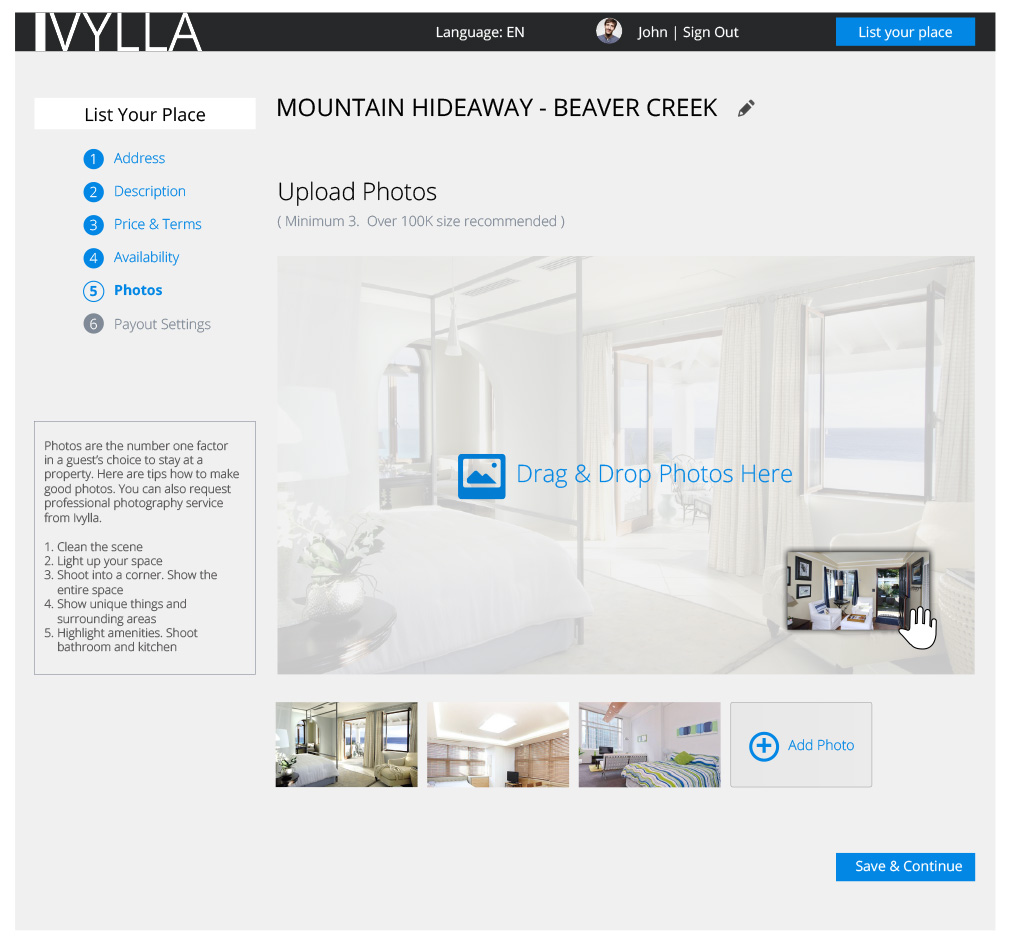 IVYLLA
Language: EN
John | Sign Out
List your place
List Your Place
1 Address
2 Description
3 Price & Terms
4 Availability
5 Photos
6 Payout Settings
Photos are the number one factor
in a guest's choice to stay at a
property. Here are tips how to make
good photos. You can also request
professional photography service
from Ivylla.
1. Clean the scene
2. Light up your space
3. Shoot into a corner. Show the
entire space
4. Show unique things and
surrounding areas
5. Highlight amenities. Shoot
bathroom and kitchen
MOUNTAIN HIDEAWAY - BEAVER CREEK
Upload Photos
( Minimum 3. Over 100K size recommended )
Drag & Drop Photos Here
Add Photo
Save & Continue